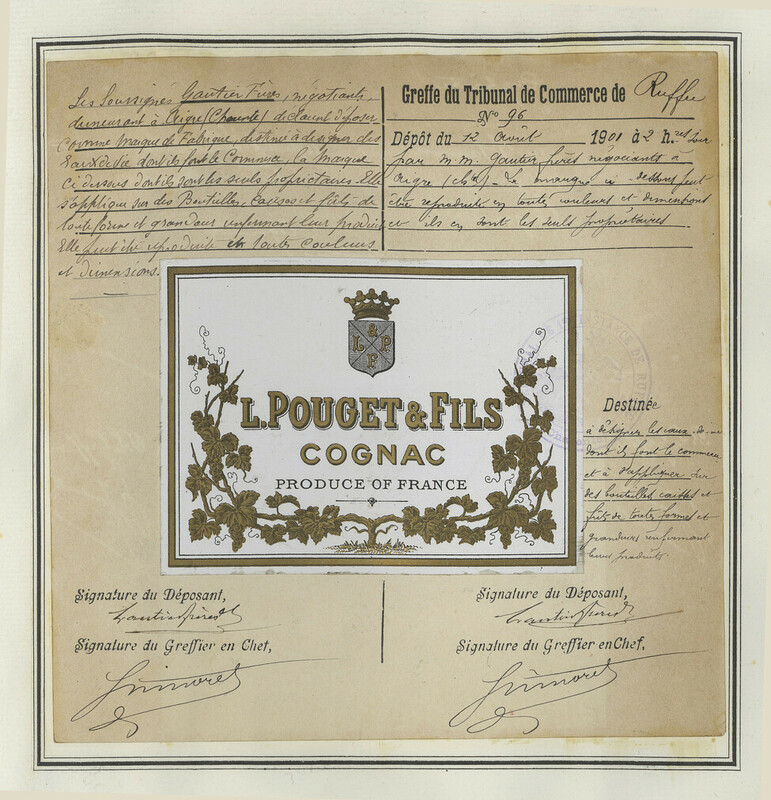 Les Soussignés Gautier Frères, négociants,
demeurant à Aigre (Charente) déclarent déposer
comme Marque de Fabrique, destinée à désigner des
Eaux de vie dont ils font le Commerce, la Marque
ci dessous dont ils sont les seuls propriétaires. Elle
s'applique sur des Bouteilles, Caisses et fûts de
toute forme et grandeur renfermant leur produit
Elle peut être reproduite en toutes couleurs
et dimensions.
Greffe du Tribunal de Commerce de Ruffec
N° 96
Dépôt du 12 Août 1901 à 2 h.res soir
par M.M. Gautier frères négociants à
Aigre (Chte) - La marque ci-dessous peut
être reproduite en toutes couleurs et dimensions
et ils en sont les seuls propriétaires
L & P F
L. POUGET & FILS
COGNAC
PRODUCE OF FRANCE
Destinée
à désigner les eaux-de-vie
dont ils font le commerce
et à s'appliquer sur
des bouteilles, caisses et
fûts de toutes formes et
grandeurs renfermant
leurs produits.
Signature du Déposant,
Gautier frères
Signature du Greffier en Chef,
Signature du Déposant,
Gautier frères
Signature du Greffier en Chef,